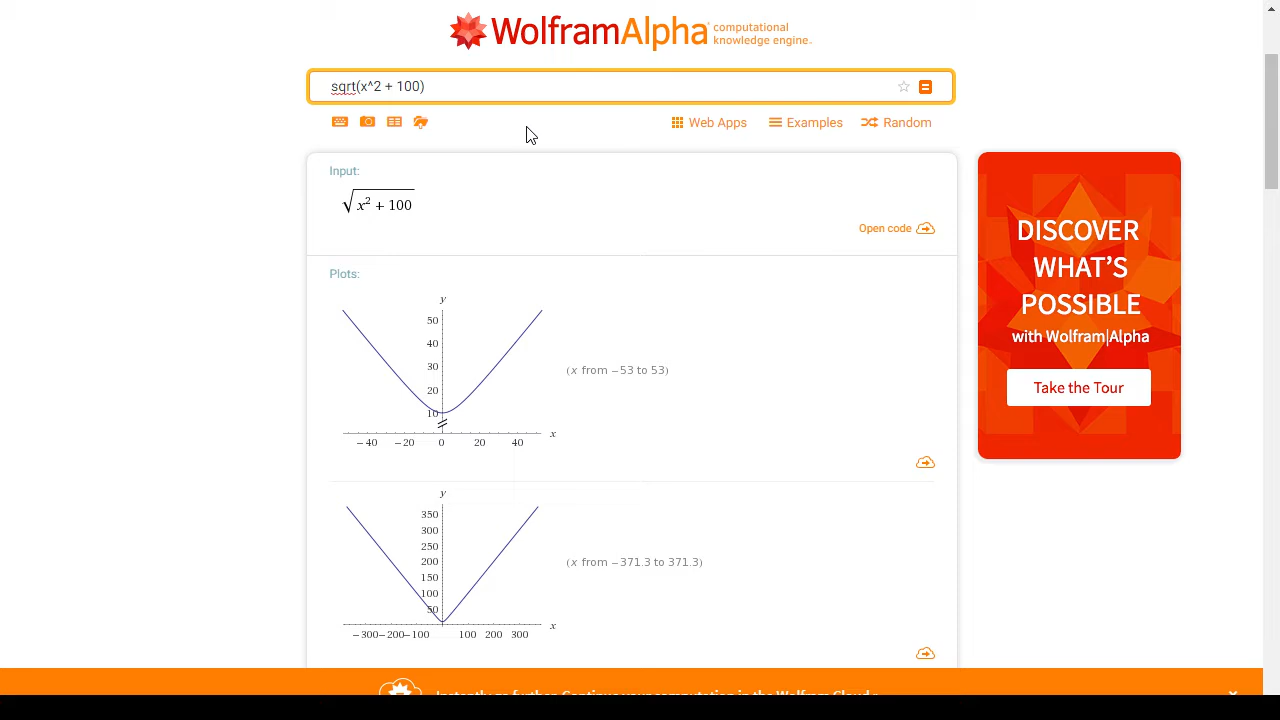 WolframAlpha computational knowledge engine.
sqrt(x^2 + 100)
Web Apps Examples Random
Input:
√x² + 100
Open code
Plots:
y
50
40
30
20
10
−40 −20 0 20 40 x
(x from −53 to 53)
y
350
300
250
200
150
100
50
−300 −200 −100 100 200 300 x
(x from −371.3 to 371.3)
DISCOVER
WHAT'S
POSSIBLE
with Wolfram|Alpha
Take the Tour